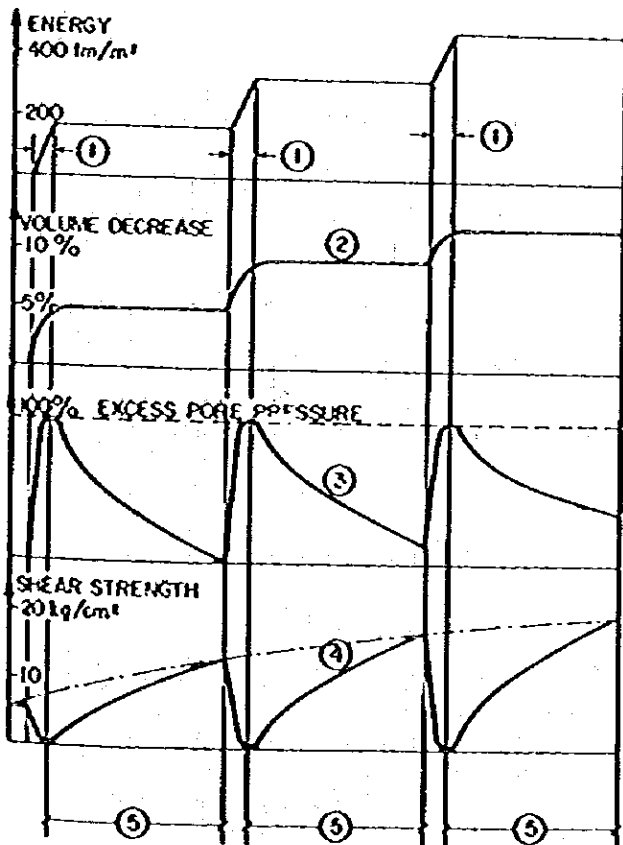 ENERGY
400 tm/m²
200
① ① ①
VOLUME DECREASE
10%
②
5%
100% EXCESS PORE PRESSURE
③
SHEAR STRENGTH
20 kg/cm²
④
10
⑤ ⑤ ⑤